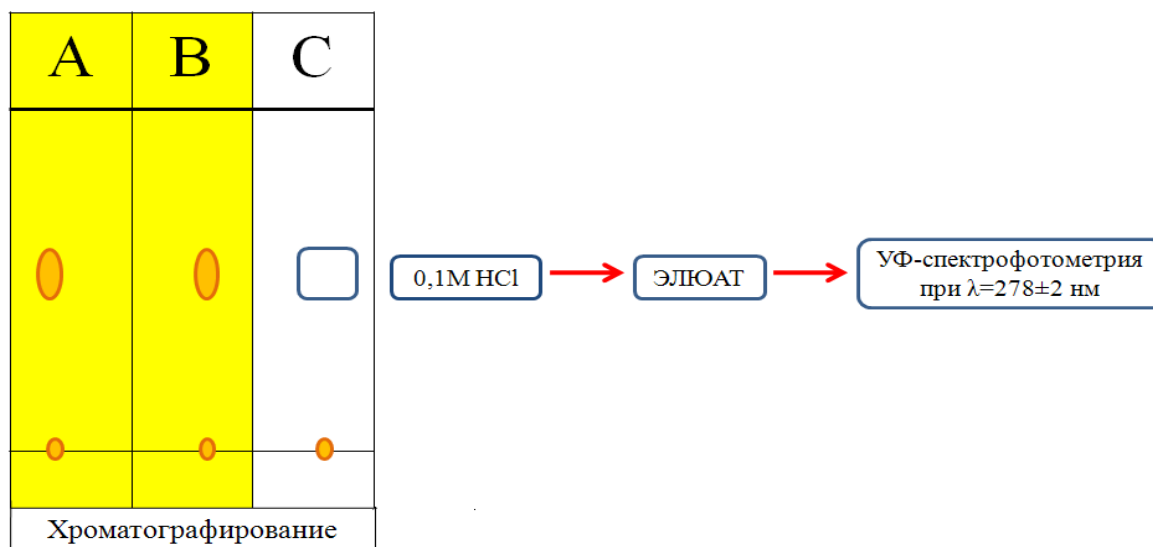 A B C
0,1М HCl
ЭЛЮАТ
УФ-спектрофотометрия
при λ=278±2 нм
Хроматографирование